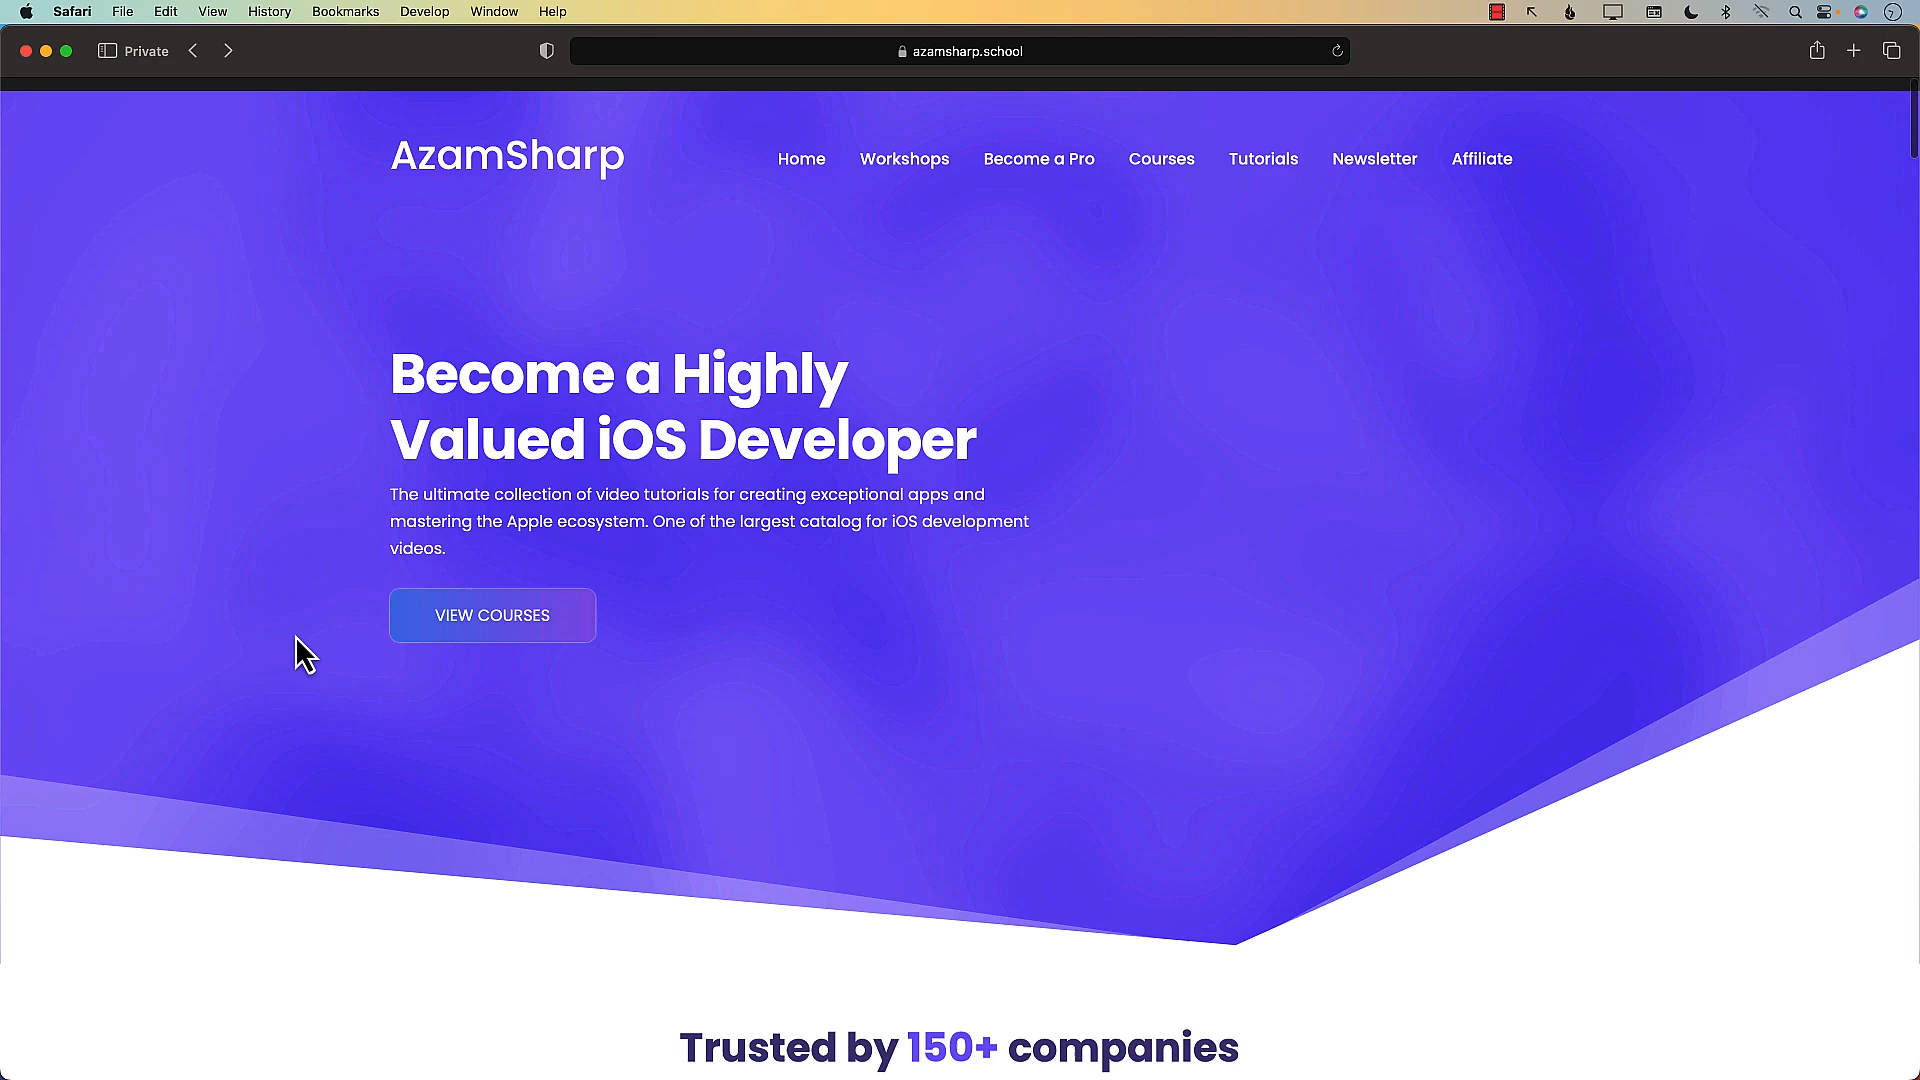 Safari File Edit View History Bookmarks Develop Window Help
Private
azamsharp.school
AzamSharp
Home Workshops Become a Pro Courses Tutorials Newsletter Affiliate
Become a Highly
Valued iOS Developer
The ultimate collection of video tutorials for creating exceptional apps and
mastering the Apple ecosystem. One of the largest catalog for iOS development
videos.
VIEW COURSES
Trusted by 150+ companies